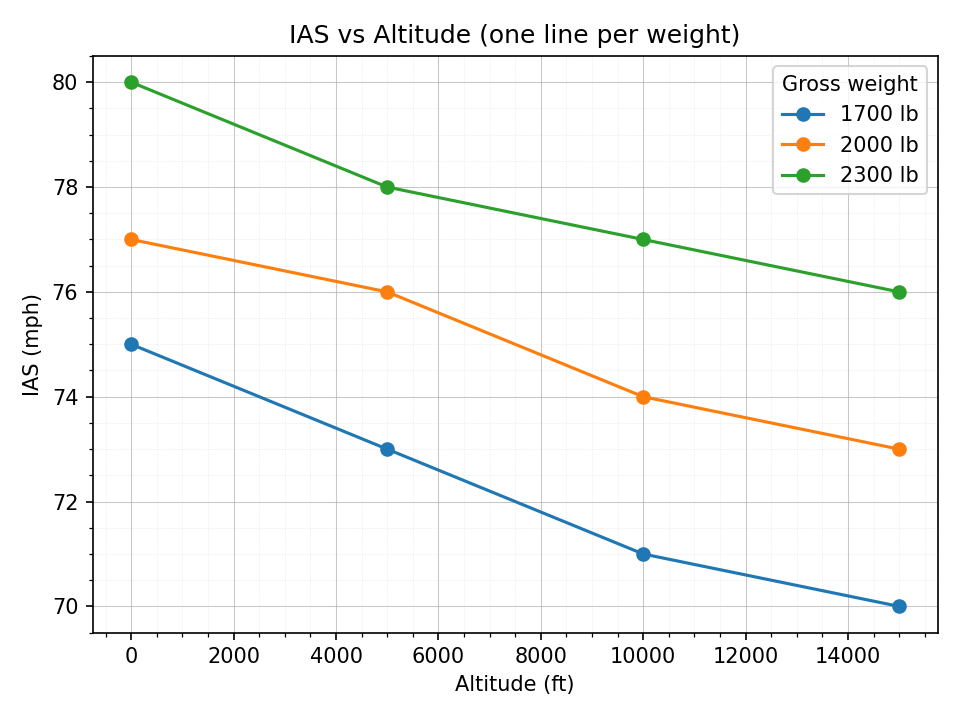 IAS vs Altitude (one line per weight)
Gross weight
1700 lb
2000 lb
2300 lb
IAS (mph)
80
78
76
74
72
70
0 2000 4000 6000 8000 10000 12000 14000
Altitude (ft)